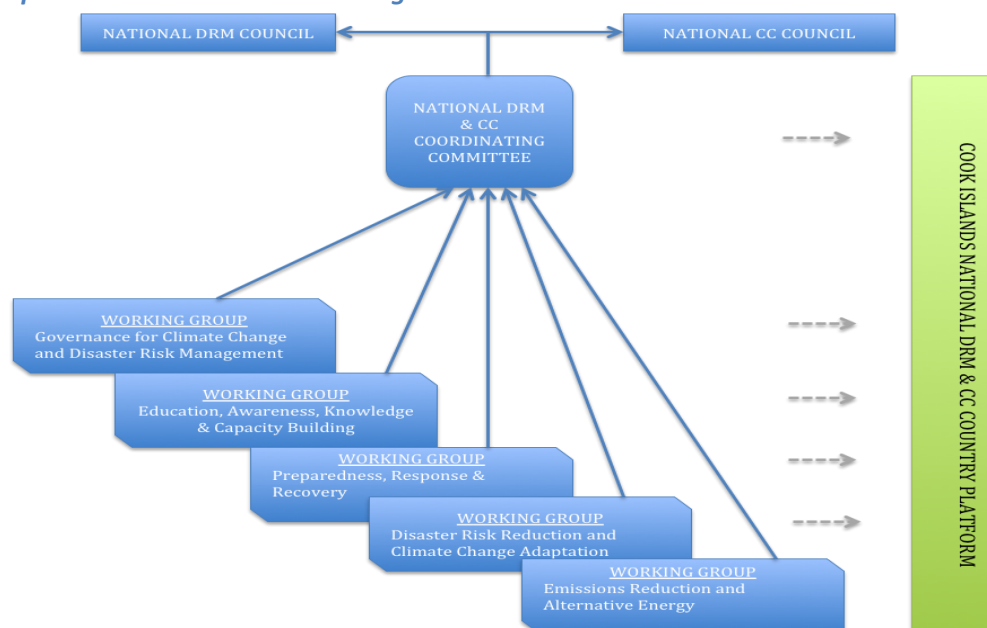 NATIONAL DRM COUNCIL
NATIONAL CC COUNCIL
NATIONAL DRM
& CC
COORDINATING
COMMITTEE
WORKING GROUP
Governance for Climate Change
and Disaster Risk Management
WORKING GROUP
Education, Awareness, Knowledge
& Capacity Building
WORKING GROUP
Preparedness, Response &
Recovery
WORKING GROUP
Disaster Risk Reduction and
Climate Change Adaptation
WORKING GROUP
Emissions Reduction and
Alternative Energy
COOK ISLANDS NATIONAL DRM & CC COUNTRY PLATFORM